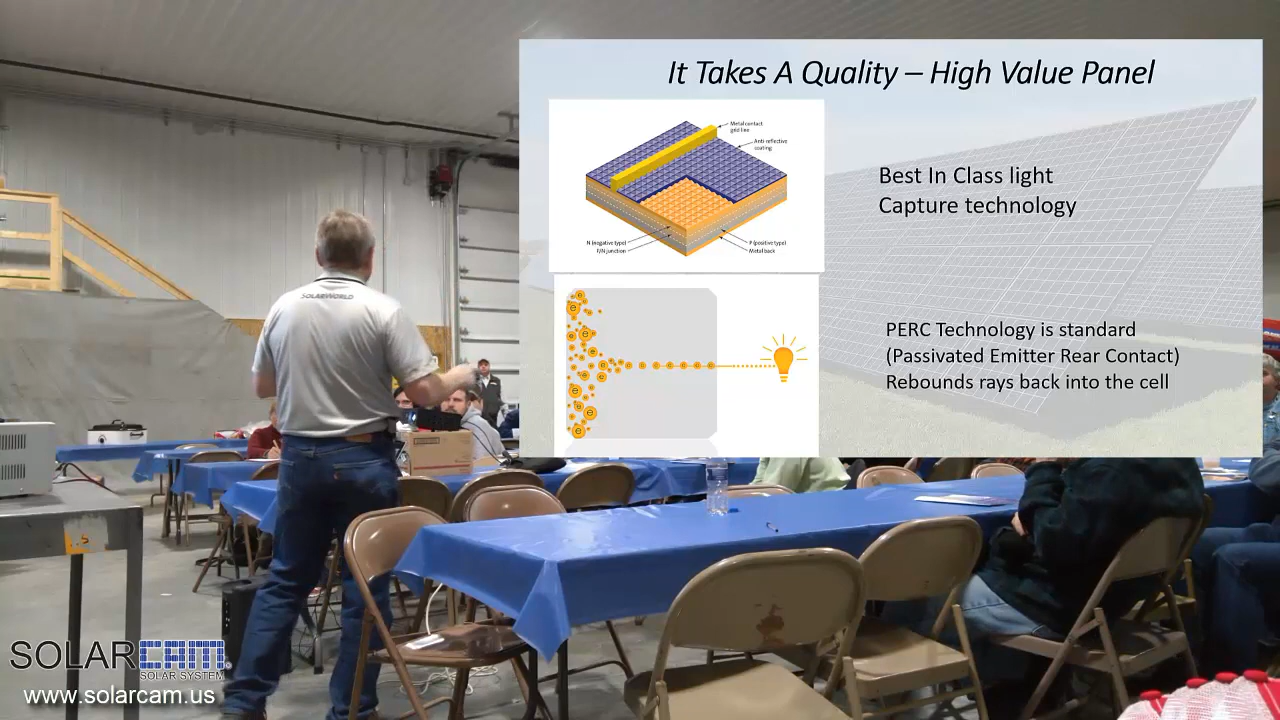 It Takes A Quality – High Value Panel
Metal contact
grid line
Anti-reflective
coating
N (negative type)
P/N junction
P (positive type)
Metal back
Best In Class light
Capture technology
PERC Technology is standard
(Passivated Emitter Rear Contact)
Rebounds rays back into the cell
SOLARWORLD
SOLARCAM
SOLAR SYSTEM
www.solarcam.us